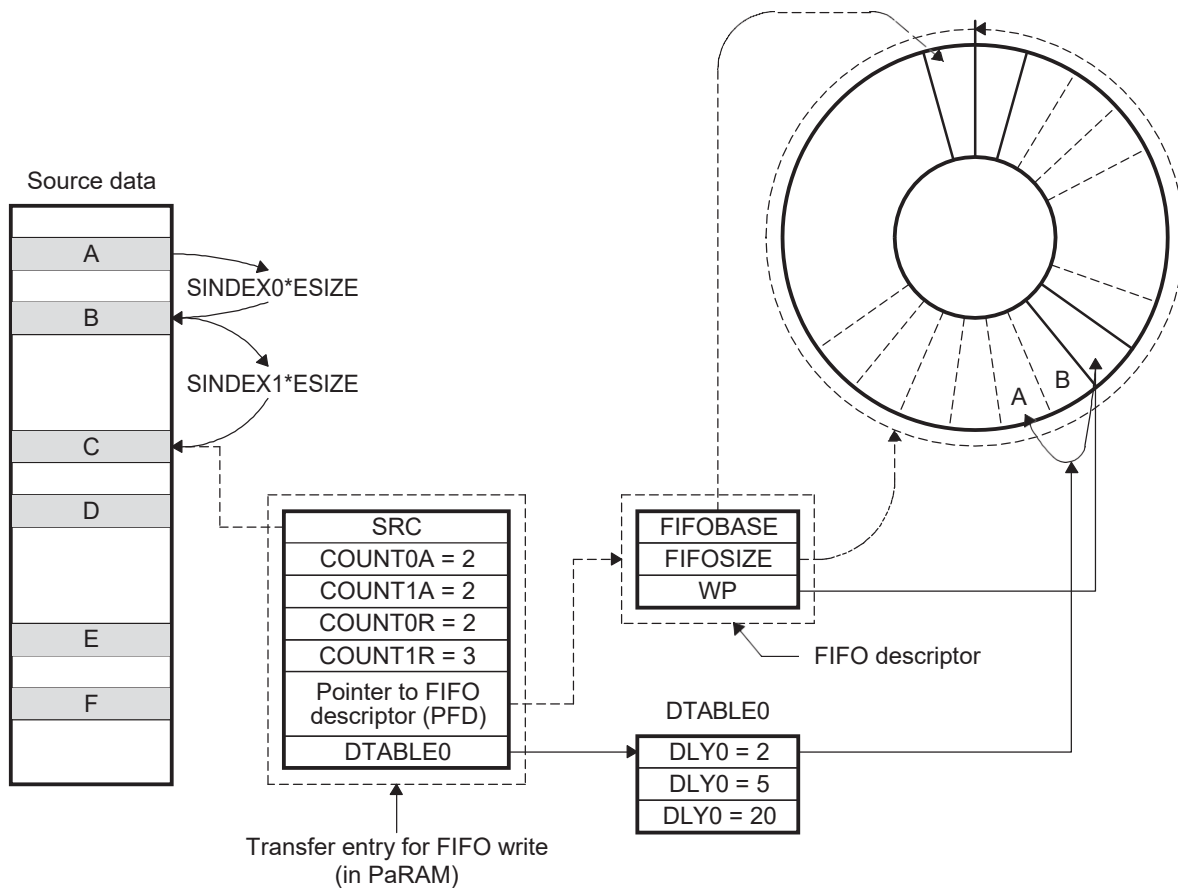 Source data
A
SINDEX0*ESIZE
B
SINDEX1*ESIZE
C
D
E
F
SRC
COUNT0A = 2
COUNT1A = 2
COUNT0R = 2
COUNT1R = 3
Pointer to FIFO
descriptor (PFD)
DTABLE0
Transfer entry for FIFO write
(in PaRAM)
FIFOBASE
FIFOSIZE
WP
FIFO descriptor
DTABLE0
DLY0 = 2
DLY0 = 5
DLY0 = 20
A
B